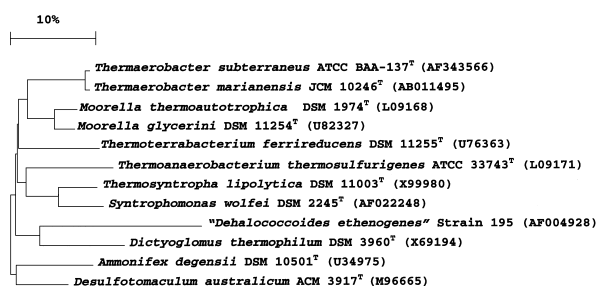 10%
Thermaerobacter subterraneus ATCC BAA-137T (AF343566)
Thermaerobacter marianensis JCM 10246T (AB011495)
Moorella thermoautotrophica DSM 1974T (L09168)
Moorella glycerini DSM 11254T (U82327)
Thermoterrabacterium ferrireducens DSM 11255T (U76363)
Thermoanaerobacterium thermosulfurigenes ATCC 33743T (L09171)
Thermosyntropha lipolytica DSM 11003T (X99980)
Syntrophomonas wolfei DSM 2245T (AF022248)
“Dehalococcoides ethenogenes” Strain 195 (AF004928)
Dictyoglomus thermophilum DSM 3960T (X69194)
Ammonifex degensii DSM 10501T (U34975)
Desulfotomaculum australicum ACM 3917T (M96665)